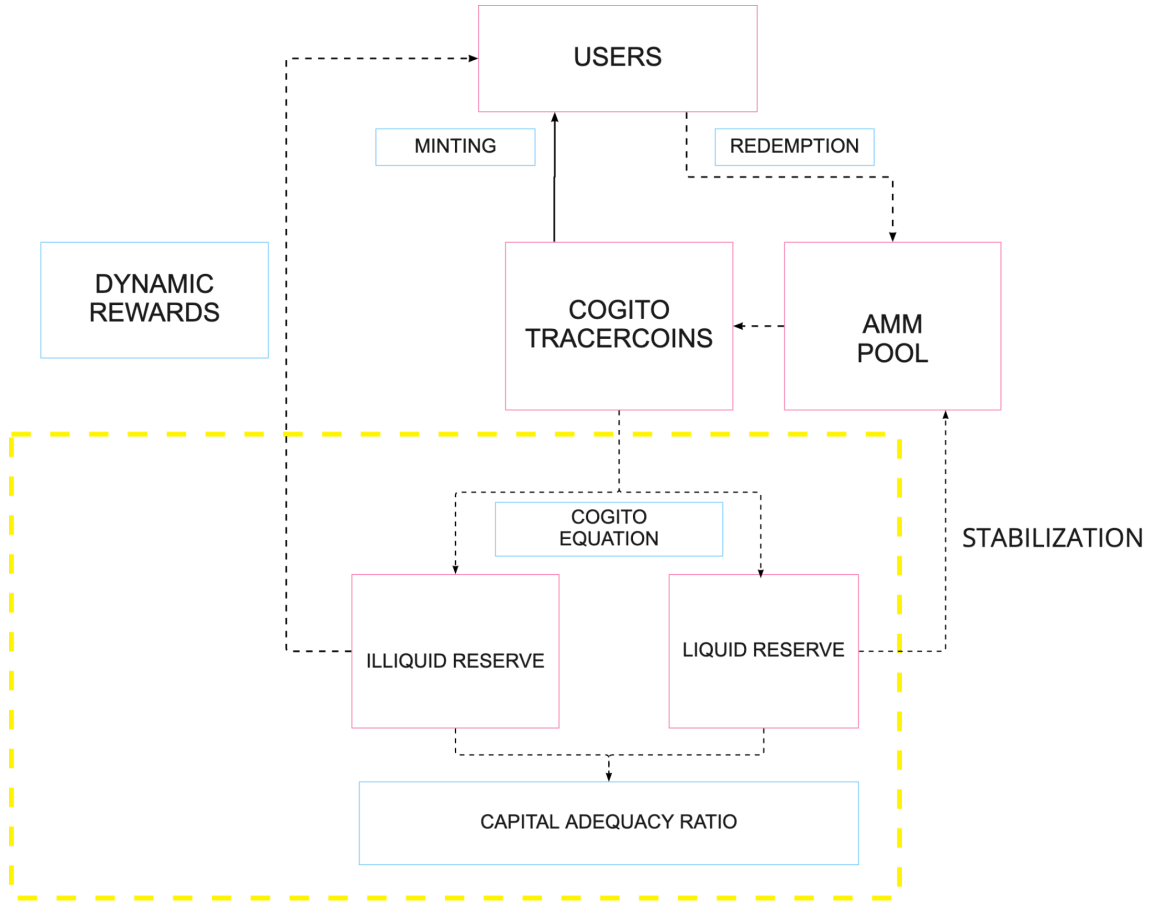 USERS
MINTING
REDEMPTION
DYNAMIC
REWARDS
COGITO
TRACERCOINS
AMM
POOL
COGITO
EQUATION
STABILIZATION
ILLIQUID RESERVE
LIQUID RESERVE
CAPITAL ADEQUACY RATIO